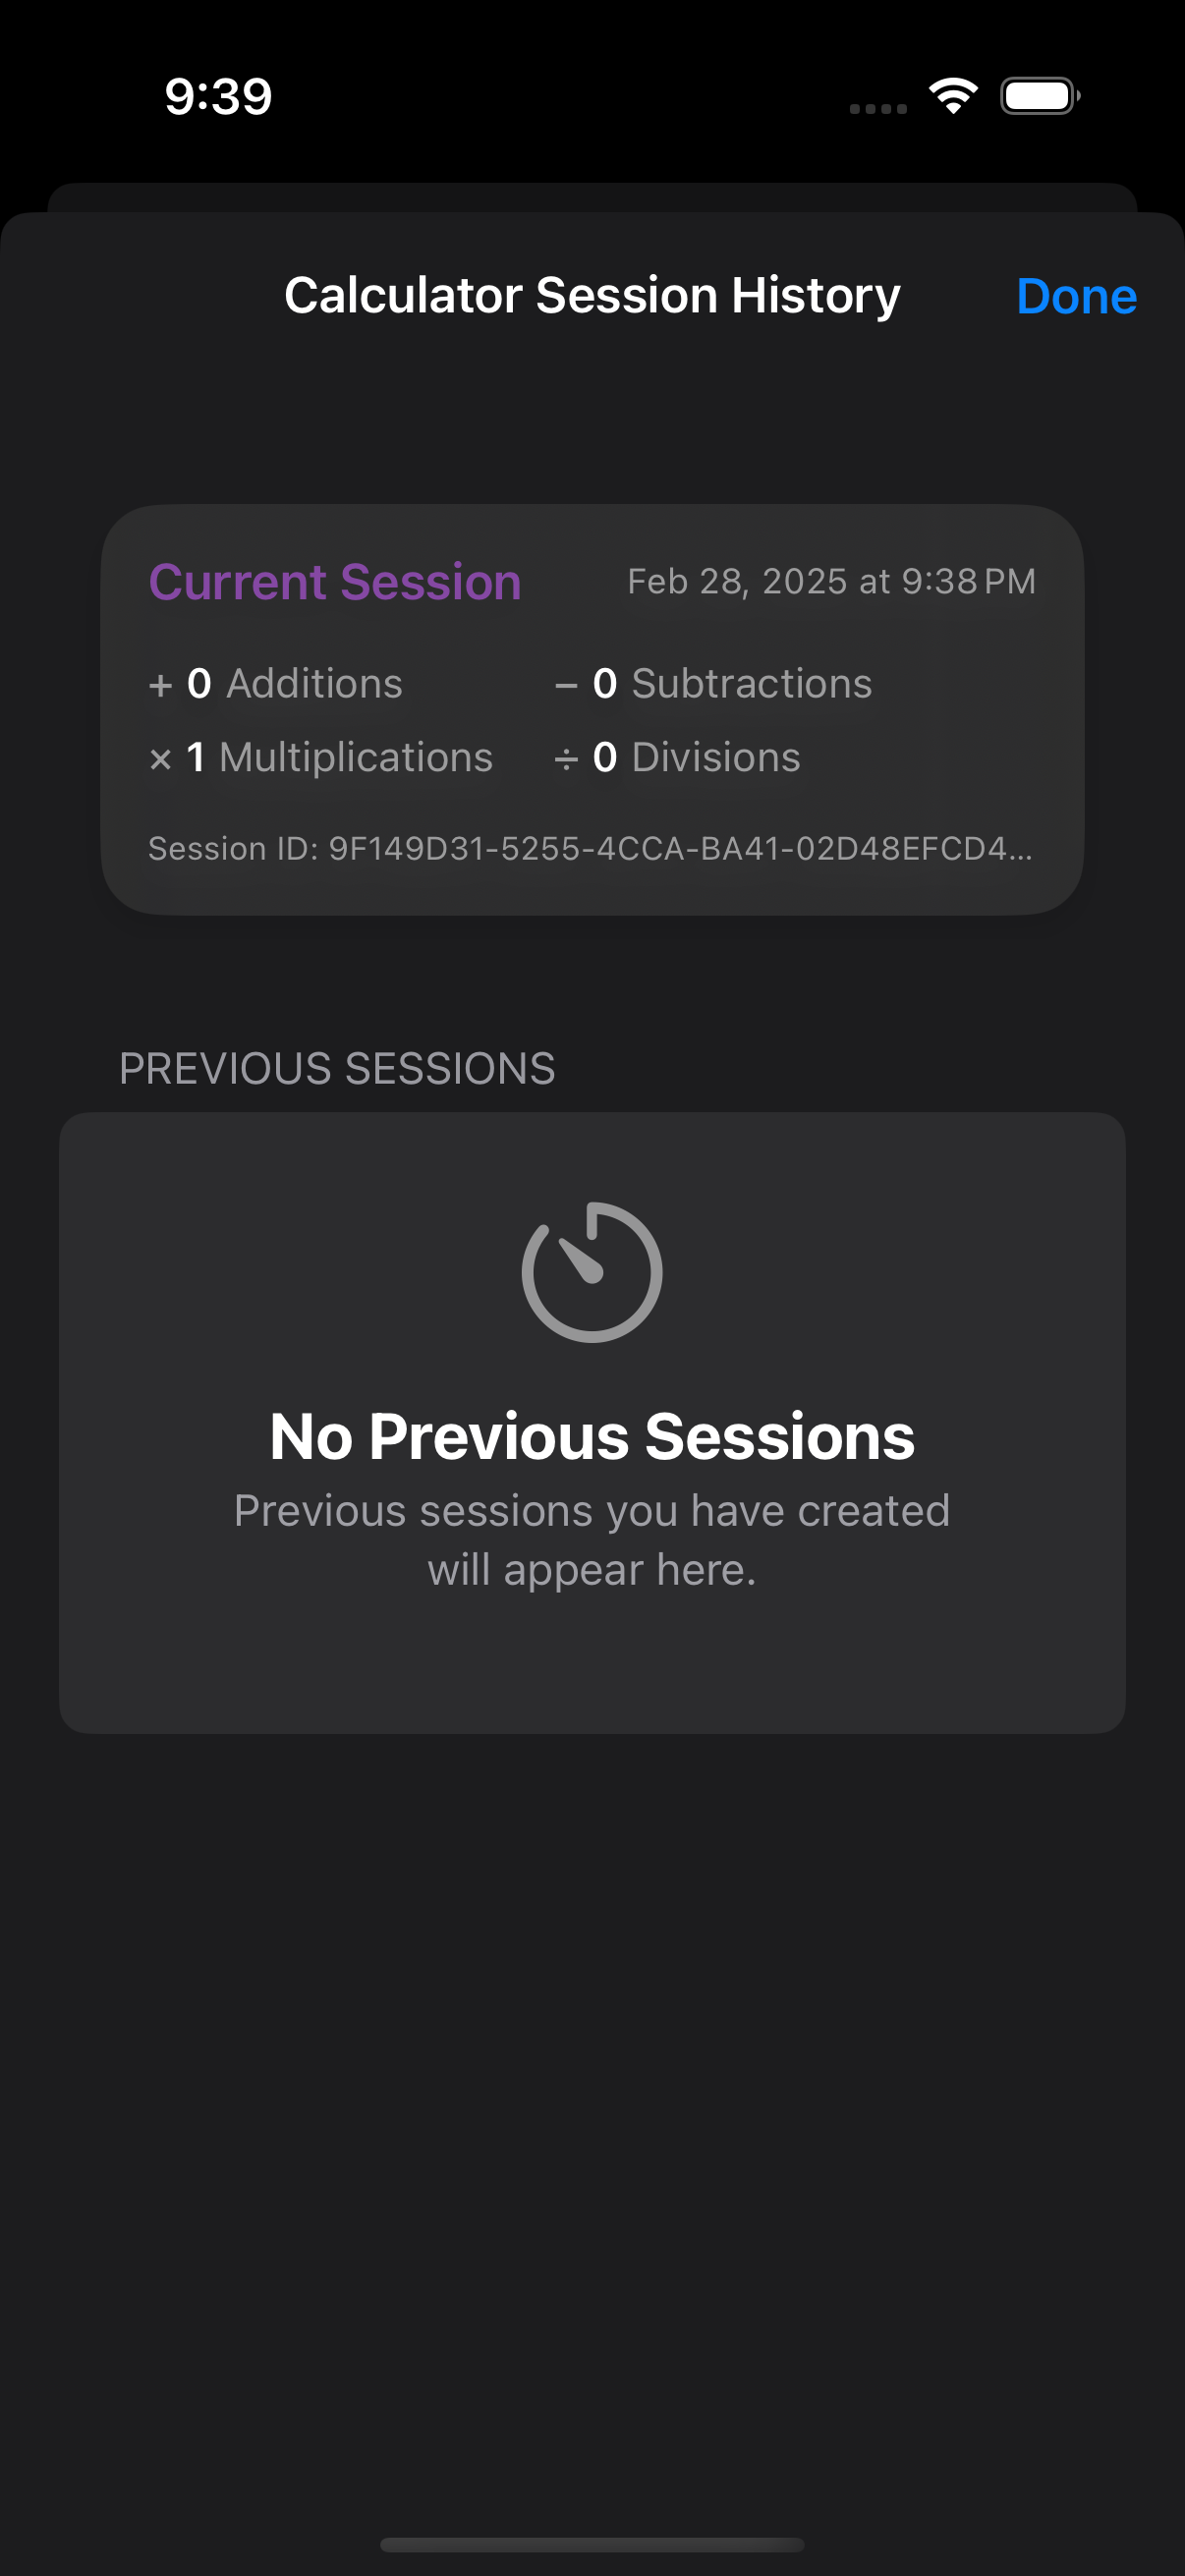 9:39
Calculator Session History
Done
Current Session
Feb 28, 2025 at 9:38 PM
+ 0 Additions
− 0 Subtractions
× 1 Multiplications
÷ 0 Divisions
Session ID: 9F149D31-5255-4CCA-BA41-02D48EFCD4...
PREVIOUS SESSIONS
No Previous Sessions
Previous sessions you have created
will appear here.